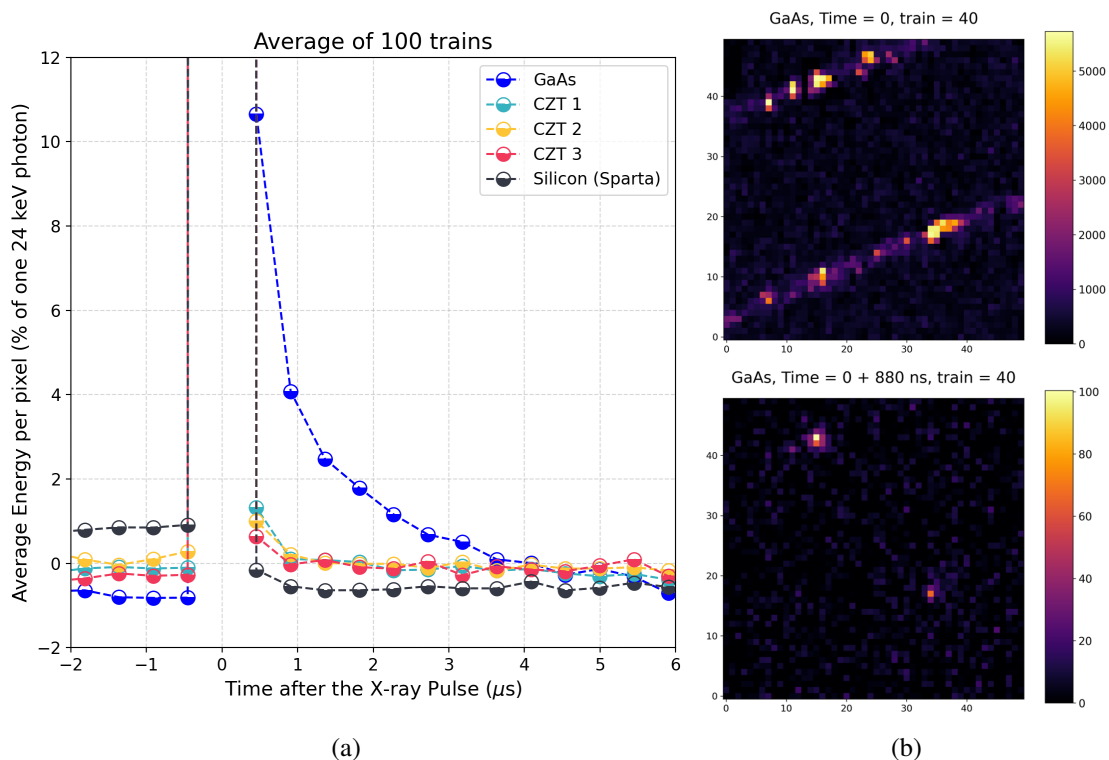 Average of 100 trains
Average Energy per pixel (% of one 24 keV photon)
12
10
8
6
4
2
0
−2
GaAs
CZT 1
CZT 2
CZT 3
Silicon (Sparta)
−2 −1 0 1 2 3 4 5 6
Time after the X-ray Pulse (μs)
(a)
GaAs, Time = 0, train = 40
40
30
20
10
0
0 10 20 30 40
5000
4000
3000
2000
1000
0
GaAs, Time = 0 + 880 ns, train = 40
40
30
20
10
0
0 10 20 30 40
100
80
60
40
20
0
(b)